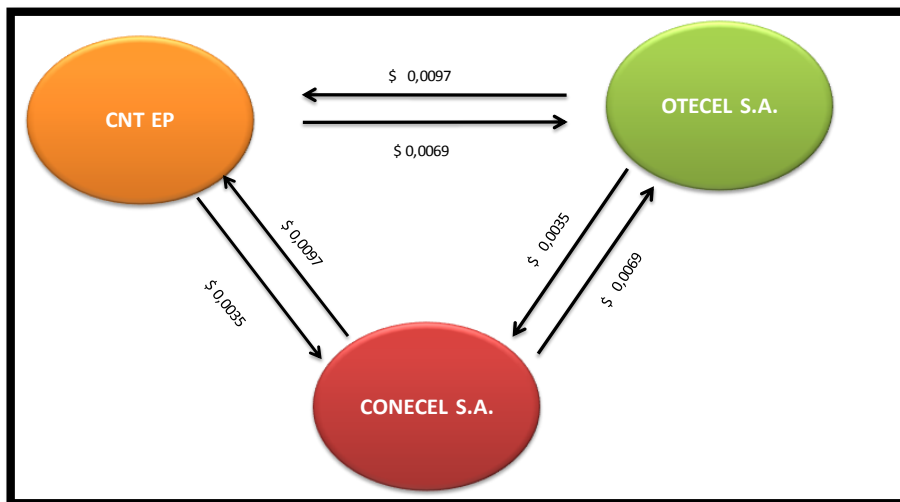 $ 0,0097
CNT EP
OTECEL S.A.
$ 0,0069
$ 0,0035
$ 0,0097
$ 0,0035
$ 0,0069
CONECEL S.A.